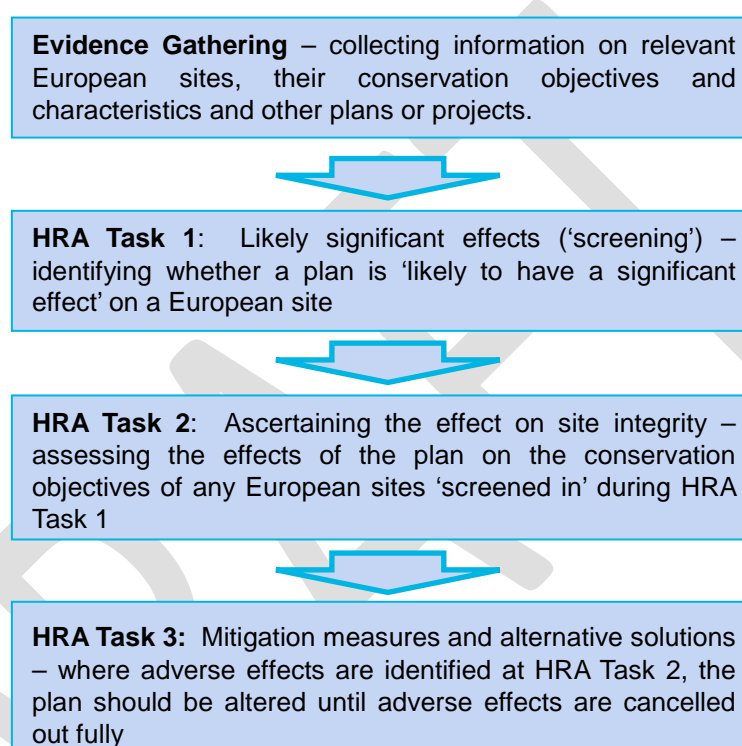 Evidence Gathering – collecting information on relevant
European sites, their conservation objectives and
characteristics and other plans or projects.
HRA Task 1: Likely significant effects (‘screening’) –
identifying whether a plan is ‘likely to have a significant
effect’ on a European site
HRA Task 2: Ascertaining the effect on site integrity –
assessing the effects of the plan on the conservation
objectives of any European sites ‘screened in’ during HRA
Task 1
HRA Task 3: Mitigation measures and alternative solutions
– where adverse effects are identified at HRA Task 2, the
plan should be altered until adverse effects are cancelled
out fully